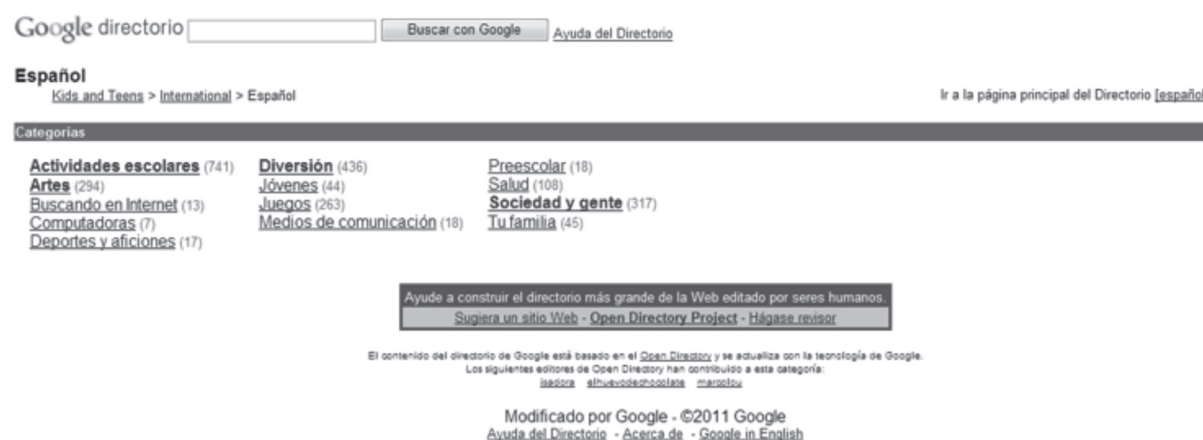 Google directorio Buscar con Google Ayuda del Directorio
Español
Kids and Teens > International > Español
Ir a la página principal del Directorio [español
Categorías
Actividades escolares (741)
Artes (294)
Buscando en Internet (13)
Computadoras (7)
Deportes y aficiones (17)
Diversión (436)
Jóvenes (44)
Juegos (263)
Medios de comunicación (18)
Preescolar (18)
Salud (108)
Sociedad y gente (317)
Tu familia (45)
Ayude a construir el directorio más grande de la Web editado por seres humanos.
Sugiera un sitio Web - Open Directory Project - Hágase revisor
El contenido del directorio de Google está basado en el Open Directory y se actualiza con la tecnología de Google.
Los siguientes editores de Open Directory han contribuido a esta categoría:
isadora elhuevodechocolate marcolou
Modificado por Google - ©2011 Google
Ayuda del Directorio - Acerca de - Google in English